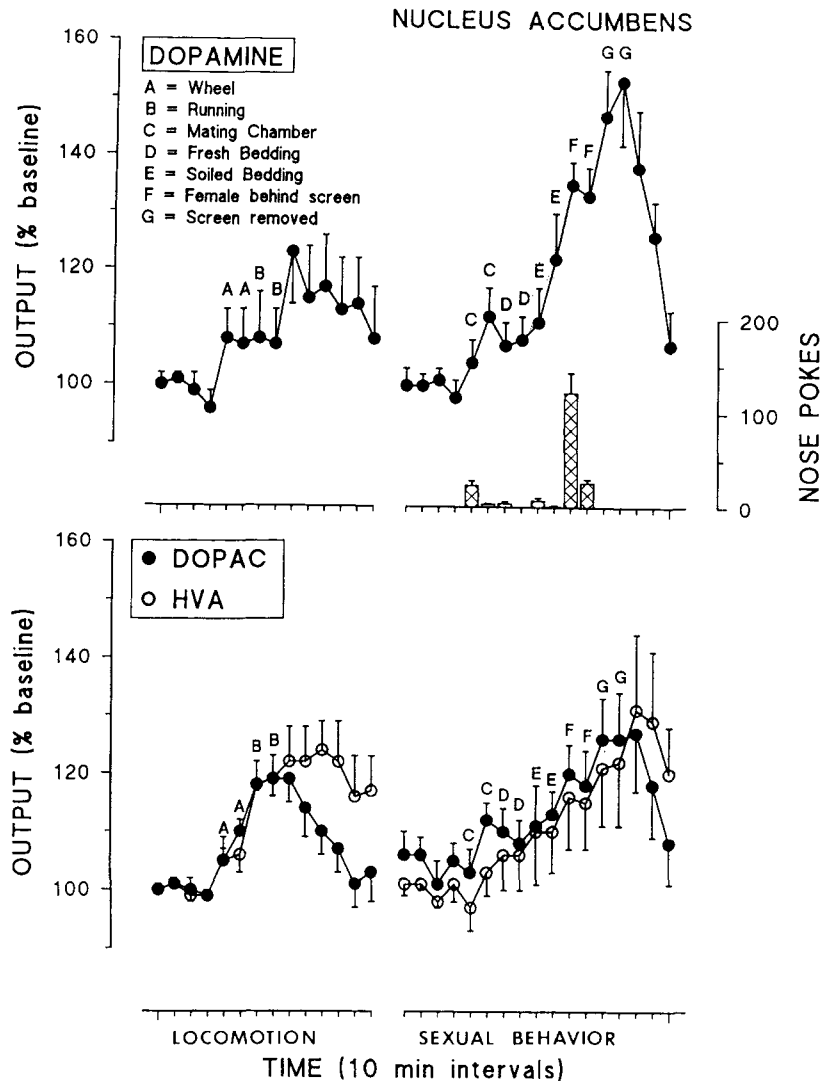 NUCLEUS ACCUMBENS
160
140
120
100
OUTPUT (% baseline)
DOPAMINE
A = Wheel
B = Running
C = Mating Chamber
D = Fresh Bedding
E = Soiled Bedding
F = Female behind screen
G = Screen removed
A A B B
C C D D E E F F G G
200
100
0
NOSE POKES
160
140
120
100
OUTPUT (% baseline)
● DOPAC
○ HVA
A A B B
C C D D E E F F G G
LOCOMOTION
SEXUAL BEHAVIOR
TIME (10 min intervals)